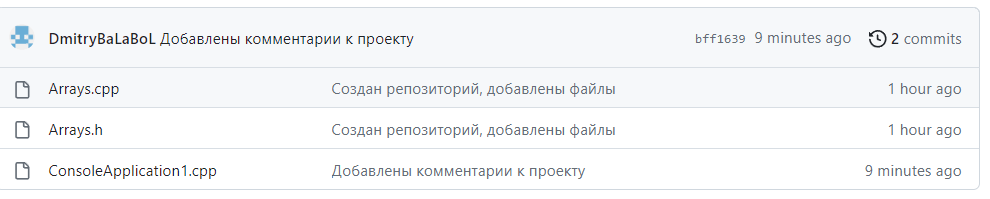 DmitryBaLaBoL Добавлены комментарии к проекту bff1639 9 minutes ago 2 commits
Arrays.cpp Создан репозиторий, добавлены файлы 1 hour ago
Arrays.h Создан репозиторий, добавлены файлы 1 hour ago
ConsoleApplication1.cpp Добавлены комментарии к проекту 9 minutes ago